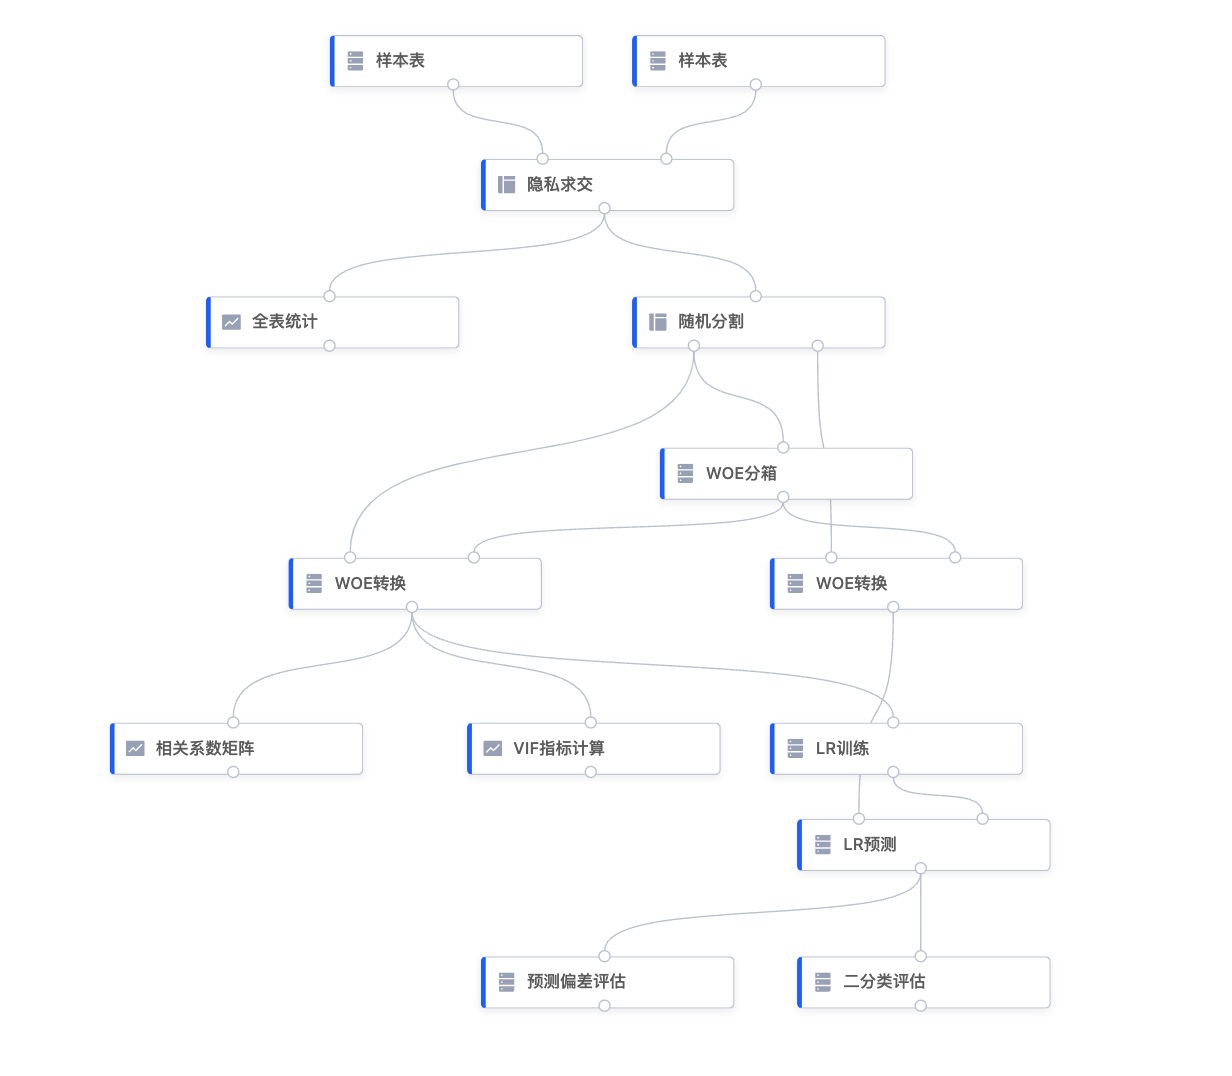 样本表
样本表
隐私求交
全表统计
随机分割
WOE分箱
WOE转换
WOE转换
相关系数矩阵
VIF指标计算
LR训练
LR预测
预测偏差评估
二分类评估